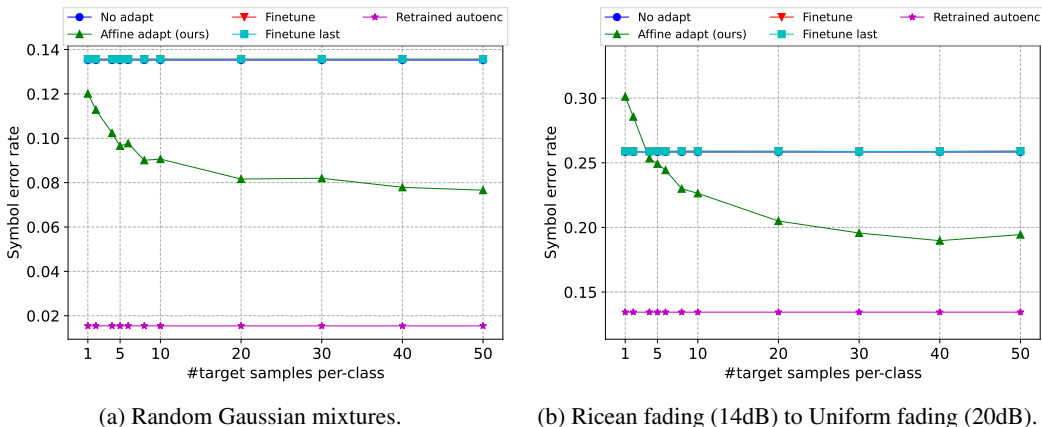 No adapt
Affine adapt (ours)
Finetune
Finetune last
Retrained autoenc
0.14
0.12
0.10
0.08
0.06
0.04
0.02
Symbol error rate
1 5 10 20 30 40 50
#target samples per-class
(a) Random Gaussian mixtures.
No adapt
Affine adapt (ours)
Finetune
Finetune last
Retrained autoenc
0.30
0.25
0.20
0.15
Symbol error rate
1 5 10 20 30 40 50
#target samples per-class
(b) Ricean fading (14dB) to Uniform fading (20dB).